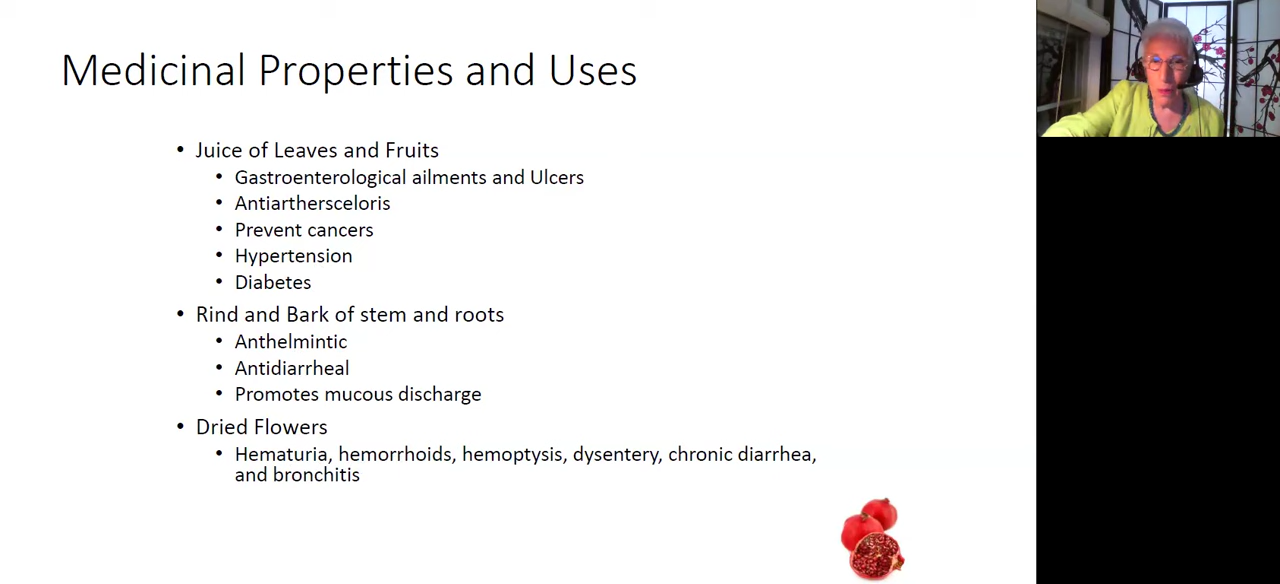 Medicinal Properties and Uses
• Juice of Leaves and Fruits
• Gastroenterological ailments and Ulcers
• Antiarthersceloris
• Prevent cancers
• Hypertension
• Diabetes
• Rind and Bark of stem and roots
• Anthelmintic
• Antidiarrheal
• Promotes mucous discharge
• Dried Flowers
• Hematuria, hemorrhoids, hemoptysis, dysentery, chronic diarrhea,
and bronchitis